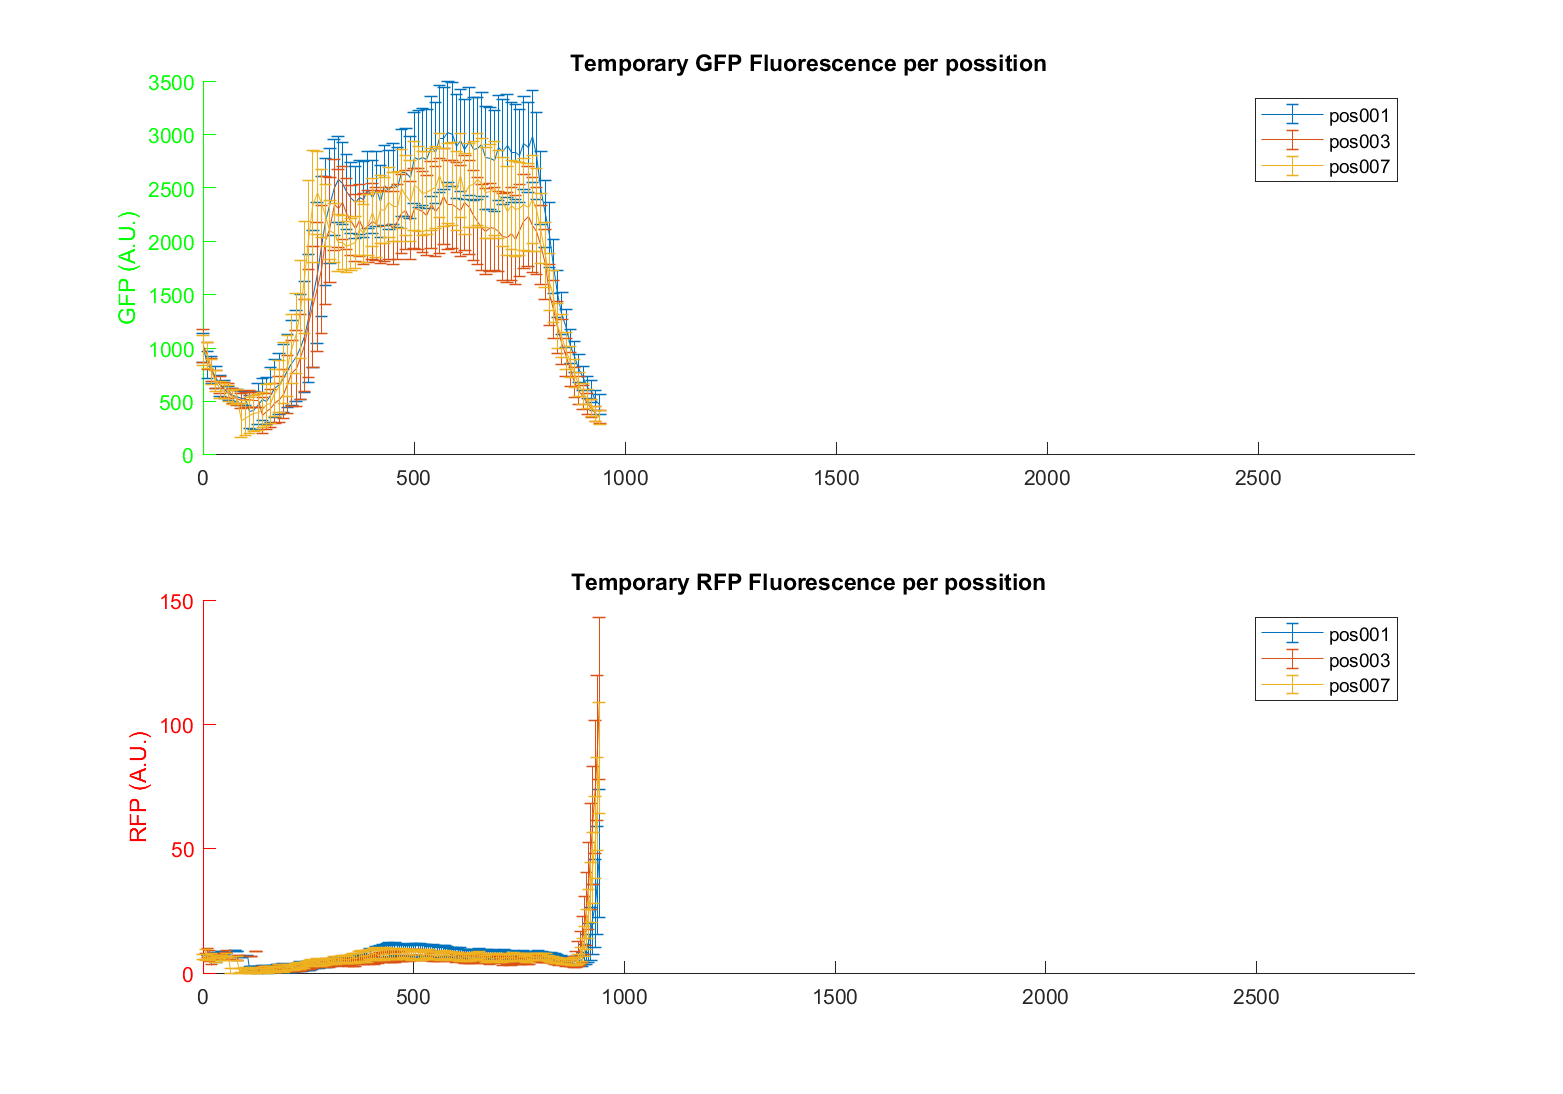 Temporary GFP Fluorescence per possition
3500
3000
2500
2000
1500
1000
500
0
GFP (A.U.)
pos001
pos003
pos007
0 500 1000 1500 2000 2500
Temporary RFP Fluorescence per possition
150
100
50
0
RFP (A.U.)
pos001
pos003
pos007
0 500 1000 1500 2000 2500